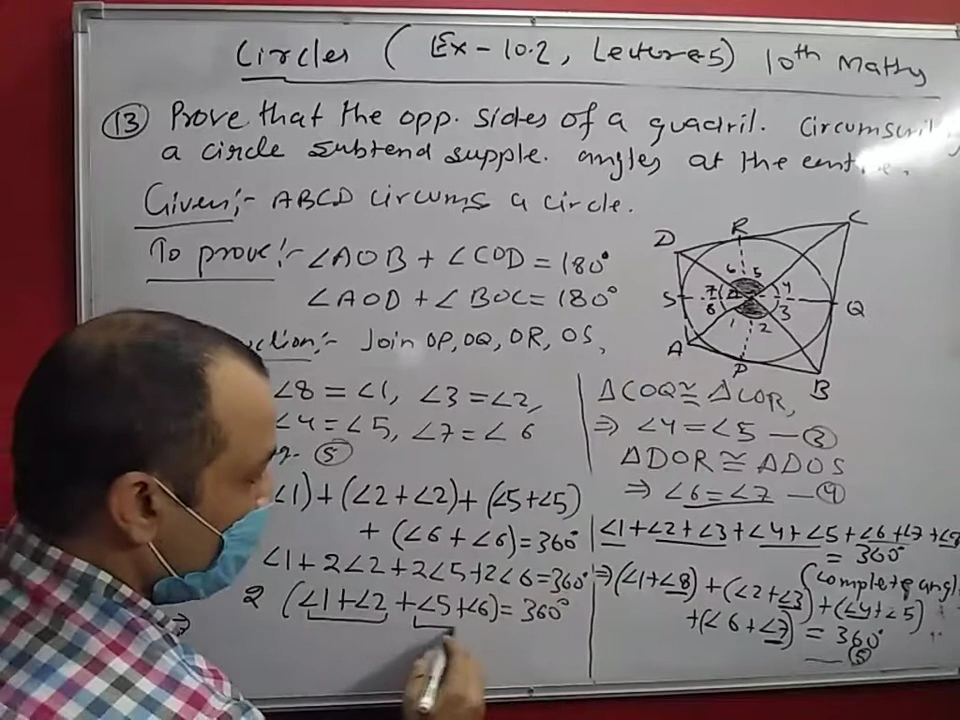 Circles ( Ex-10.2, Lecture5) 10th Maths
(13) Prove that the opp. sides of a quadril. Circumscri
a circle subtend supple. angles at the centre.
Given:- ABCD circums a circle.
To prove:- ∠AOB + ∠COD = 180°
∠AOD + ∠BOC = 180°
uction:- Join OP, OQ, OR, OS,
∠8 = ∠1, ∠3 = ∠2,
∠4 = ∠5, ∠7 = ∠6
(5)
∠1) + (∠2 + ∠2) + (∠5 + ∠5)
+ (∠6 + ∠6) = 360°
∠1 + 2∠2 + 2∠5 + 2∠6 = 360°
2 (∠1 + ∠2 + ∠5 + ∠6) = 360°
⇒
D R C
6 5
S 7 4 Q
8 3
1 2
A P B
ΔCOQ ≅ ΔCOR,
⇒ ∠4 = ∠5 — (3)
ΔDOR ≅ ΔDOS
⇒ ∠6 = ∠7 — (4)
∠1 + ∠2 + ∠3 + ∠4 + ∠5 + ∠6 + ∠7 + ∠8
= 360°
(Complete angl
⇒ (∠1 + ∠8) + (∠2 + ∠3) + (∠4 + ∠5)
+ (∠6 + ∠7) = 360°
— (5)